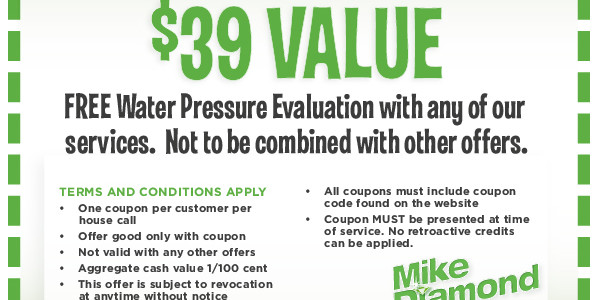 $39 VALUE
FREE Water Pressure Evaluation with any of our
services. Not to be combined with other offers.
TERMS AND CONDITIONS APPLY
• One coupon per customer per
house call
• Offer good only with coupon
• Not valid with any other offers
• Aggregate cash value 1/100 cent
• This offer is subject to revocation
at anytime without notice
• All coupons must include coupon
code found on the website
• Coupon MUST be presented at time
of service. No retroactive credits
can be applied.
Mike
Diamond